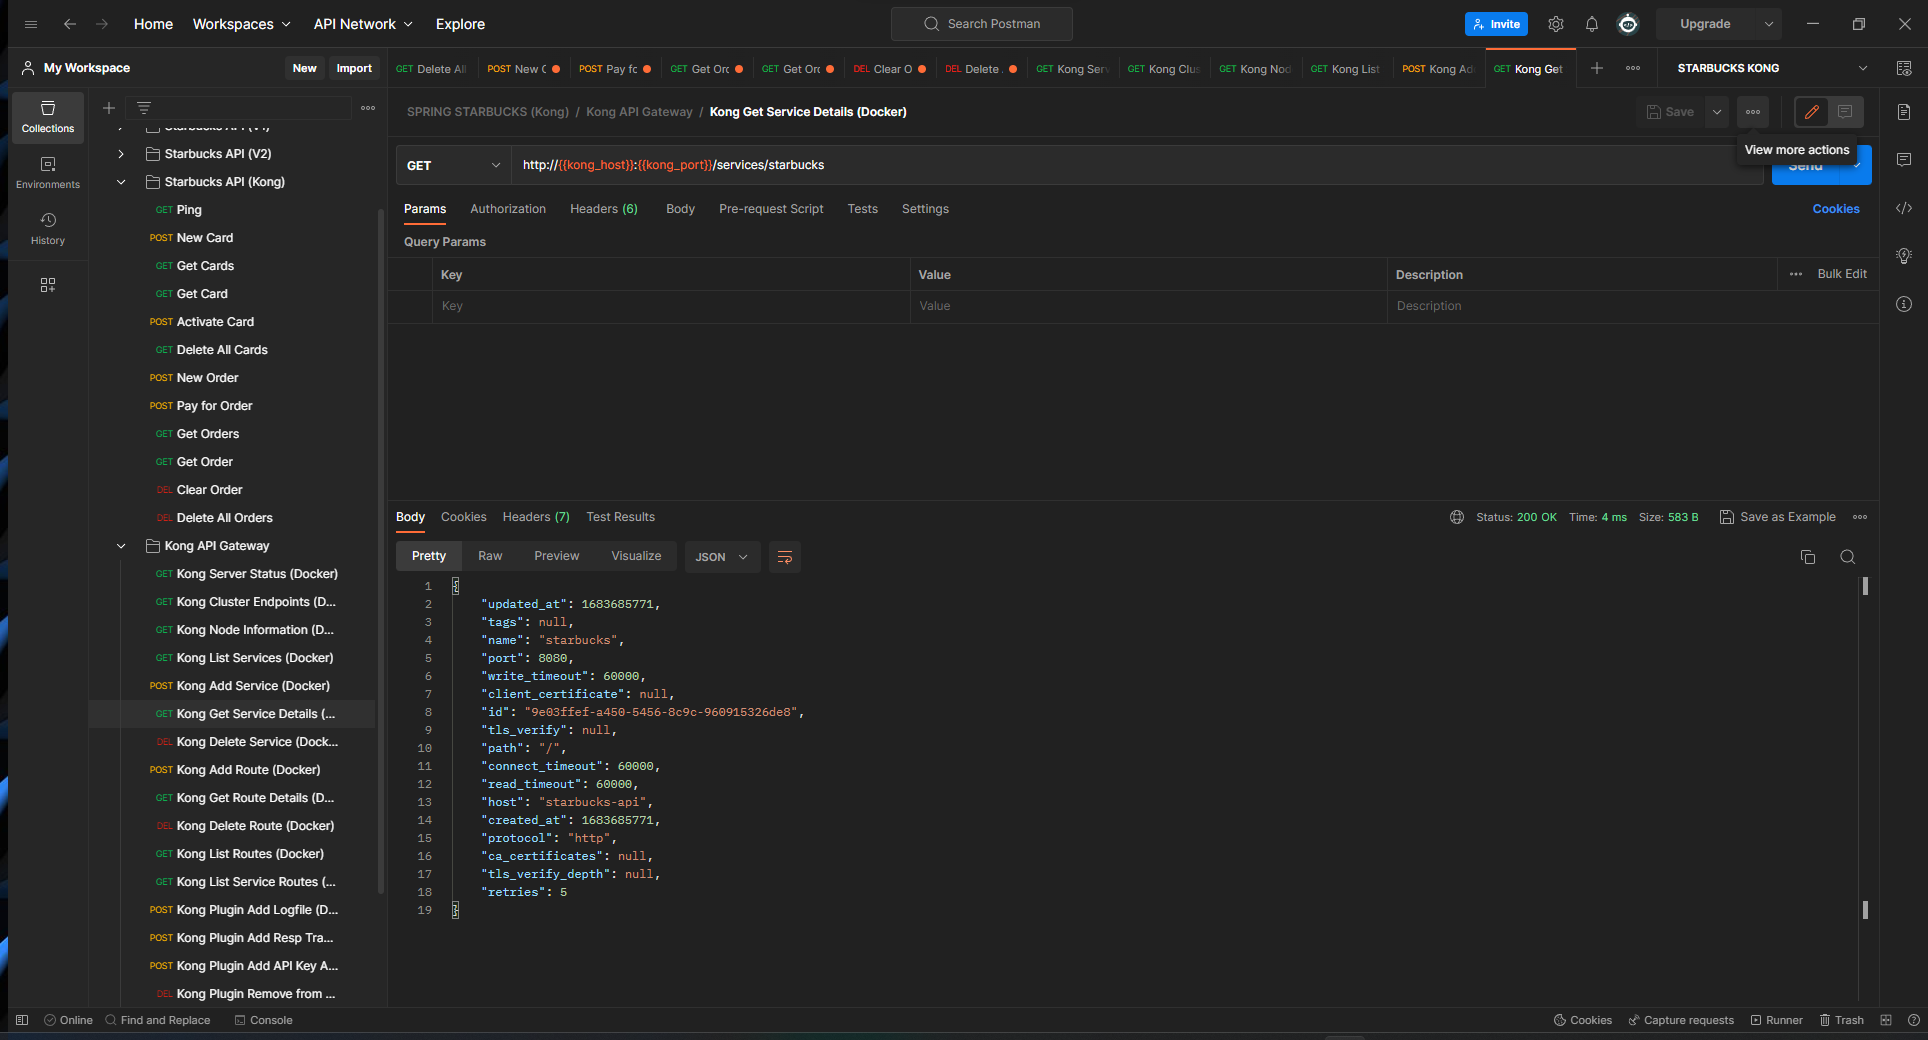 Home
Workspaces
API Network
Explore
Search Postman
Invite
Upgrade
My Workspace
New
Import
GET Delete All
POST New C
POST Pay fc
GET Get Orc
GET Get Orc
DEL Clear O
DEL Delete
GET Kong Serv
GET Kong Clus
GET Kong Nod
GET Kong List
POST Kong Ad
GET Kong Get
STARBUCKS KONG
Collections
Environments
History
Starbucks API (V1)
Starbucks API (V2)
Starbucks API (Kong)
GET Ping
POST New Card
GET Get Cards
GET Get Card
POST Activate Card
GET Delete All Cards
POST New Order
POST Pay for Order
GET Get Orders
GET Get Order
DEL Clear Order
DEL Delete All Orders
Kong API Gateway
GET Kong Server Status (Docker)
GET Kong Cluster Endpoints (D...
GET Kong Node Information (D...
GET Kong List Services (Docker)
POST Kong Add Service (Docker)
GET Kong Get Service Details (...
DEL Kong Delete Service (Dock...
POST Kong Add Route (Docker)
GET Kong Get Route Details (D...
DEL Kong Delete Route (Docker)
GET Kong List Routes (Docker)
GET Kong List Service Routes (...
POST Kong Plugin Add Logfile (D...
POST Kong Plugin Add Resp Tra...
POST Kong Plugin Add API Key A...
DEL Kong Plugin Remove from ...
SPRING STARBUCKS (Kong) / Kong API Gateway / Kong Get Service Details (Docker)
Save
View more actions
GET
http://{{kong_host}}:{{kong_port}}/services/starbucks
Send
Params
Authorization
Headers (6)
Body
Pre-request Script
Tests
Settings
Cookies
Query Params
Key
Value
Description
Bulk Edit
Key
Value
Description
Body
Cookies
Headers (7)
Test Results
Status: 200 OK
Time: 4 ms
Size: 583 B
Save as Example
Pretty
Raw
Preview
Visualize
JSON
1 {
2 "updated_at": 1683685771,
3 "tags": null,
4 "name": "starbucks",
5 "port": 8080,
6 "write_timeout": 60000,
7 "client_certificate": null,
8 "id": "9e03ffef-a450-5456-8c9c-960915326de8",
9 "tls_verify": null,
10 "path": "/",
11 "connect_timeout": 60000,
12 "read_timeout": 60000,
13 "host": "starbucks-api",
14 "created_at": 1683685771,
15 "protocol": "http",
16 "ca_certificates": null,
17 "tls_verify_depth": null,
18 "retries": 5
19 }
Online
Find and Replace
Console
Cookies
Capture requests
Runner
Trash